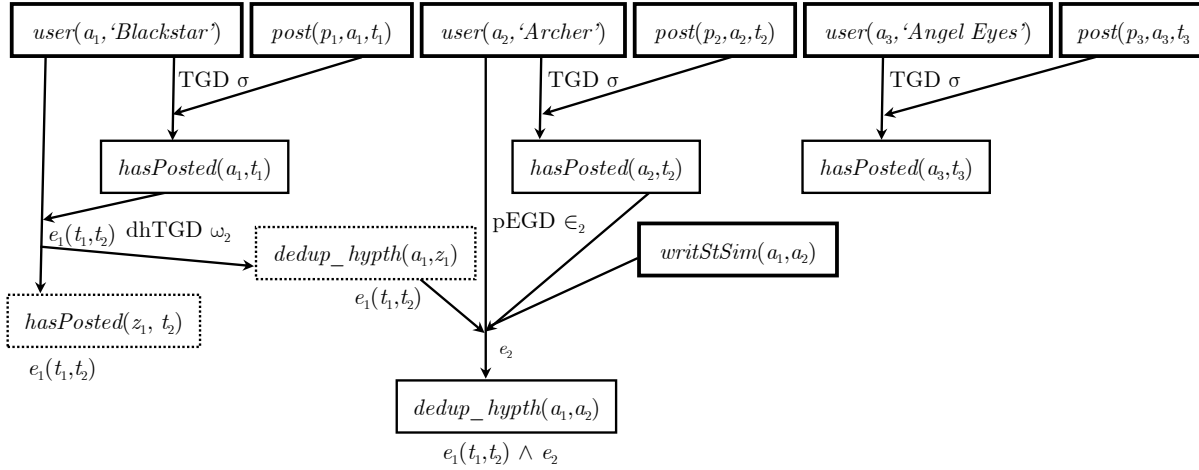 user(a₁,‘Blackstar’) post(p₁,a₁,t₁) user(a₂,‘Archer’) post(p₂,a₂,t₂) user(a₃,‘Angel Eyes’) post(p₃,a₃,t₃
TGD σ TGD σ TGD σ
hasPosted(a₁,t₁) hasPosted(a₂,t₂) hasPosted(a₃,t₃)
e₁(t₁,t₂) dhTGD ω₂ pEGD ∈₂
dedup_hypth(a₁,z₁) writStSim(a₁,a₂)
e₁(t₁,t₂)
hasPosted(z₁, t₂)
e₂
e₁(t₁,t₂)
dedup_hypth(a₁,a₂)
e₁(t₁,t₂) ∧ e₂